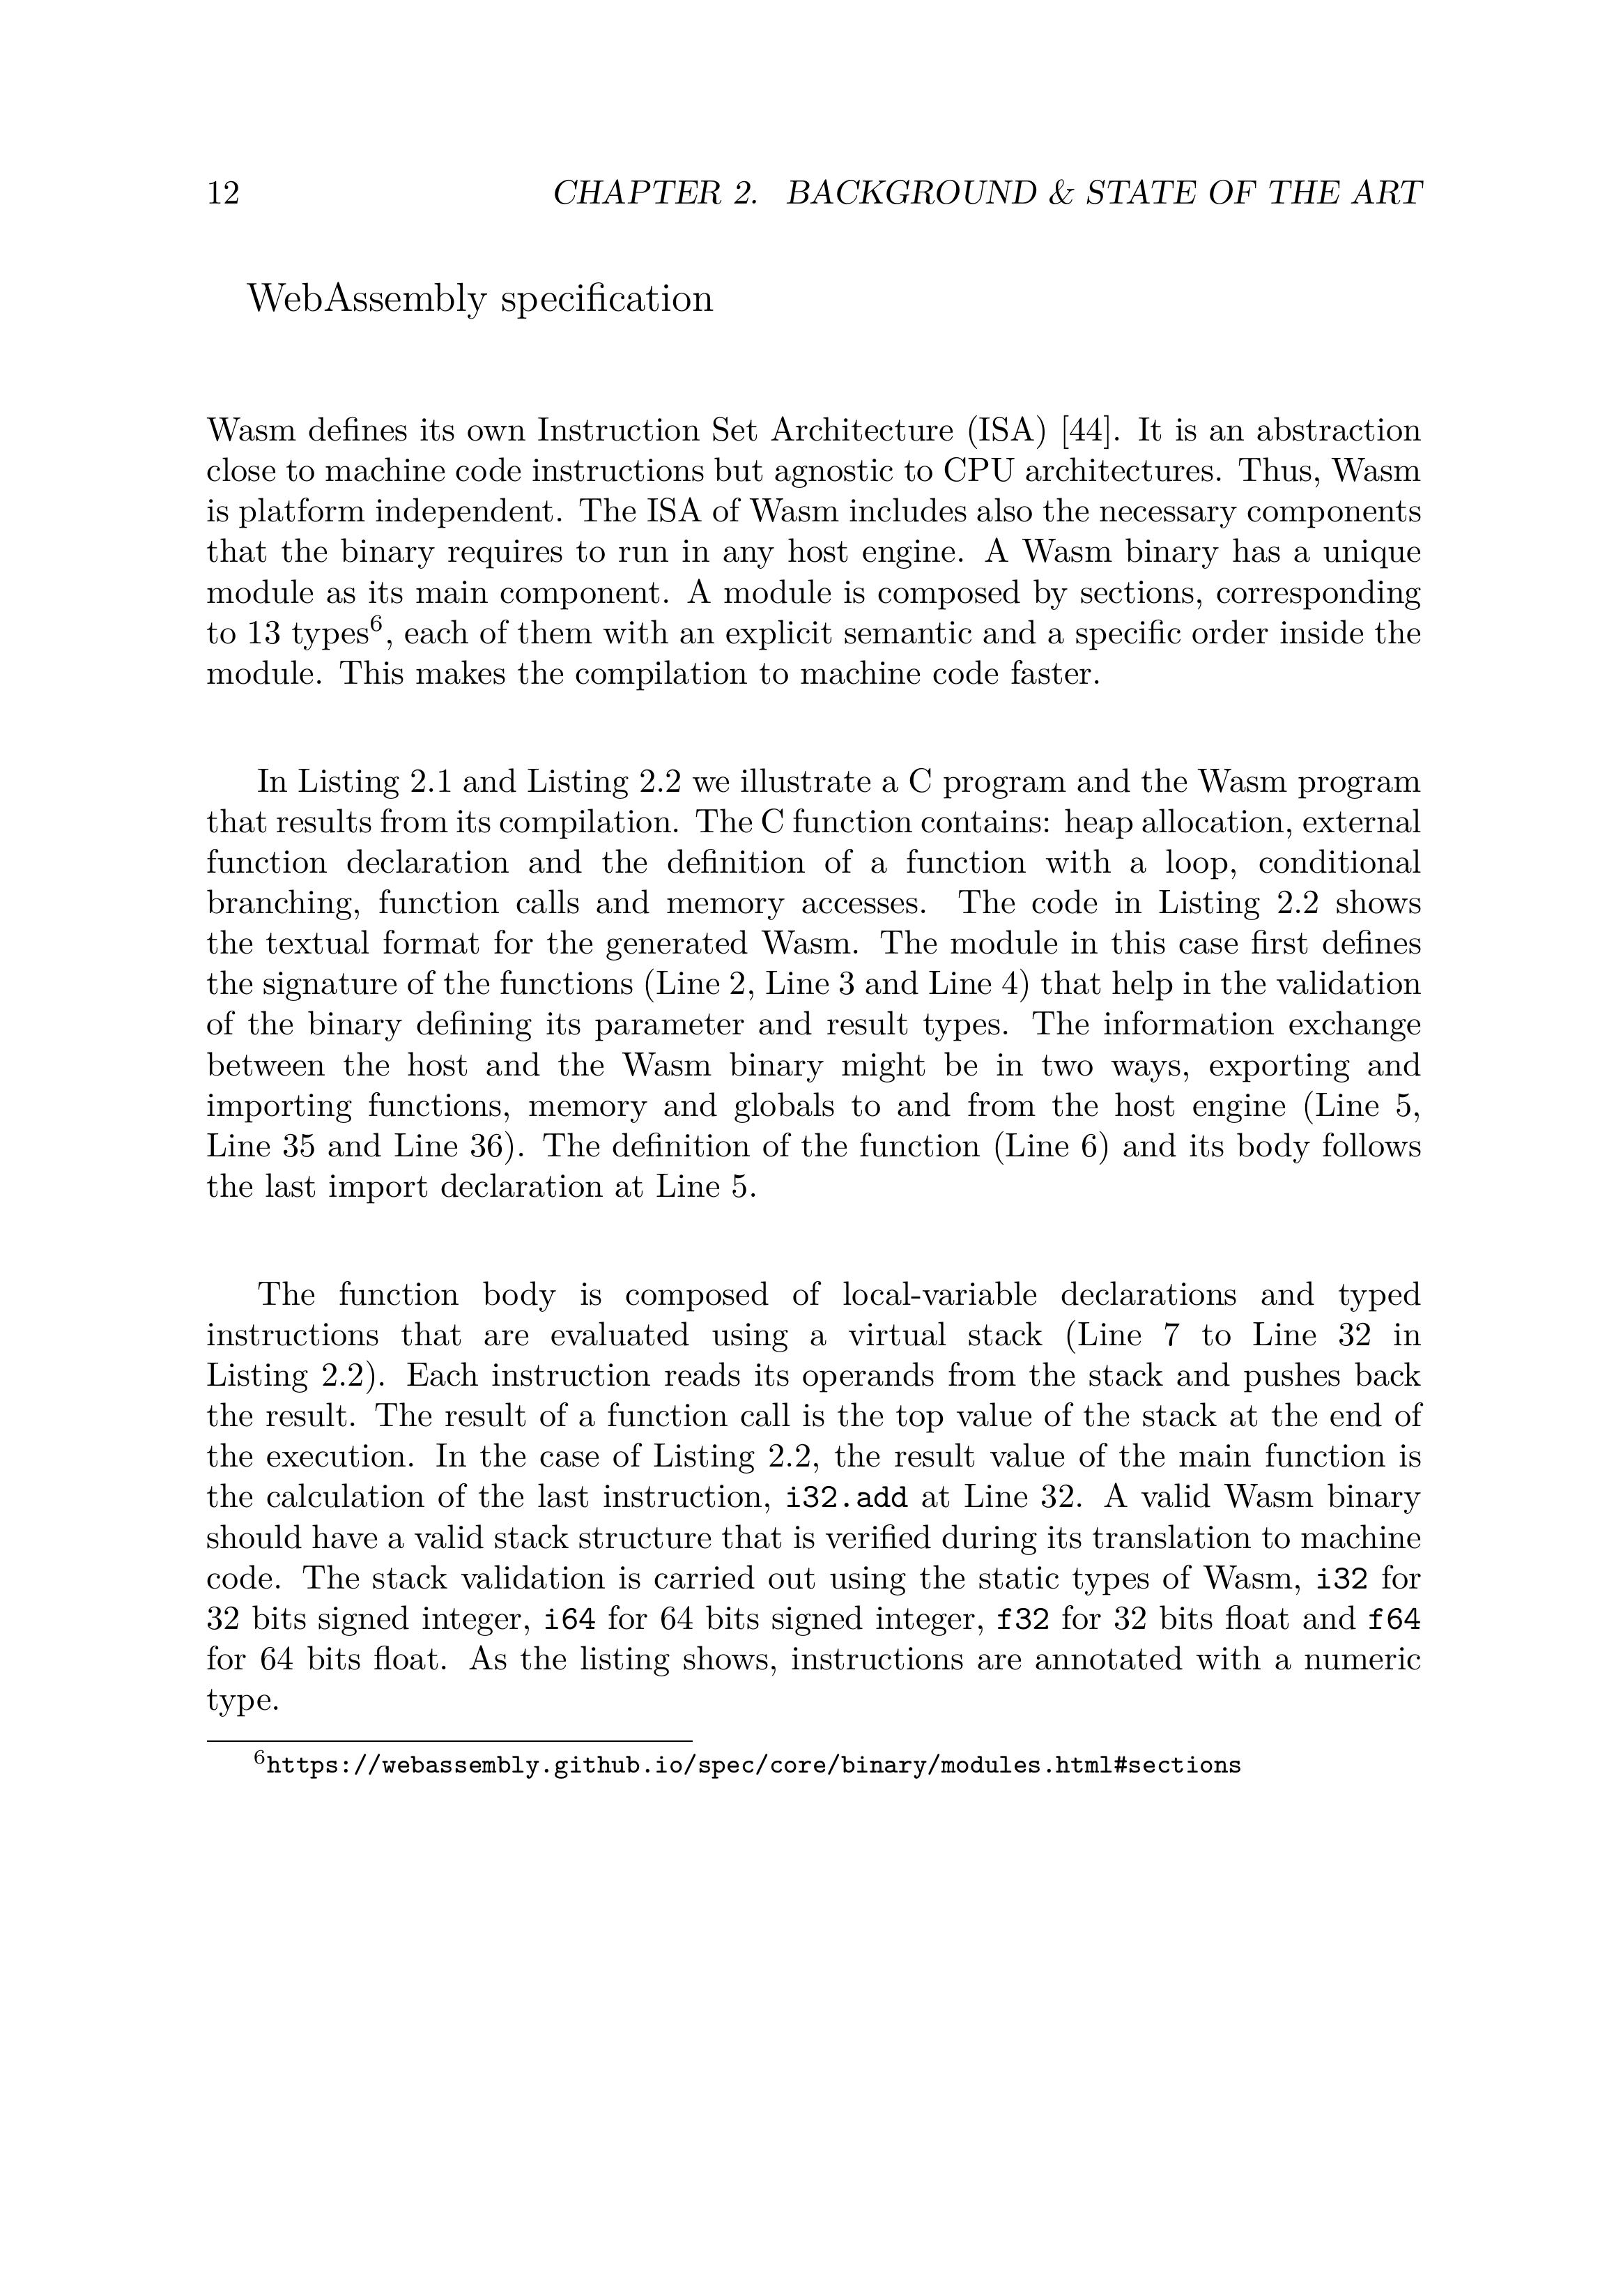 12 CHAPTER 2. BACKGROUND & STATE OF THE ART
WebAssembly specification
Wasm defines its own Instruction Set Architecture (ISA) [44]. It is an abstraction
close to machine code instructions but agnostic to CPU architectures. Thus, Wasm
is platform independent. The ISA of Wasm includes also the necessary components
that the binary requires to run in any host engine. A Wasm binary has a unique
module as its main component. A module is composed by sections, corresponding
to 13 types⁶, each of them with an explicit semantic and a specific order inside the
module. This makes the compilation to machine code faster.
In Listing 2.1 and Listing 2.2 we illustrate a C program and the Wasm program
that results from its compilation. The C function contains: heap allocation, external
function declaration and the definition of a function with a loop, conditional
branching, function calls and memory accesses. The code in Listing 2.2 shows
the textual format for the generated Wasm. The module in this case first defines
the signature of the functions (Line 2, Line 3 and Line 4) that help in the validation
of the binary defining its parameter and result types. The information exchange
between the host and the Wasm binary might be in two ways, exporting and
importing functions, memory and globals to and from the host engine (Line 5,
Line 35 and Line 36). The definition of the function (Line 6) and its body follows
the last import declaration at Line 5.
The function body is composed of local-variable declarations and typed
instructions that are evaluated using a virtual stack (Line 7 to Line 32 in
Listing 2.2). Each instruction reads its operands from the stack and pushes back
the result. The result of a function call is the top value of the stack at the end of
the execution. In the case of Listing 2.2, the result value of the main function is
the calculation of the last instruction, i32.add at Line 32. A valid Wasm binary
should have a valid stack structure that is verified during its translation to machine
code. The stack validation is carried out using the static types of Wasm, i32 for
32 bits signed integer, i64 for 64 bits signed integer, f32 for 32 bits float and f64
for 64 bits float. As the listing shows, instructions are annotated with a numeric
type.
⁶https://webassembly.github.io/spec/core/binary/modules.html#sections